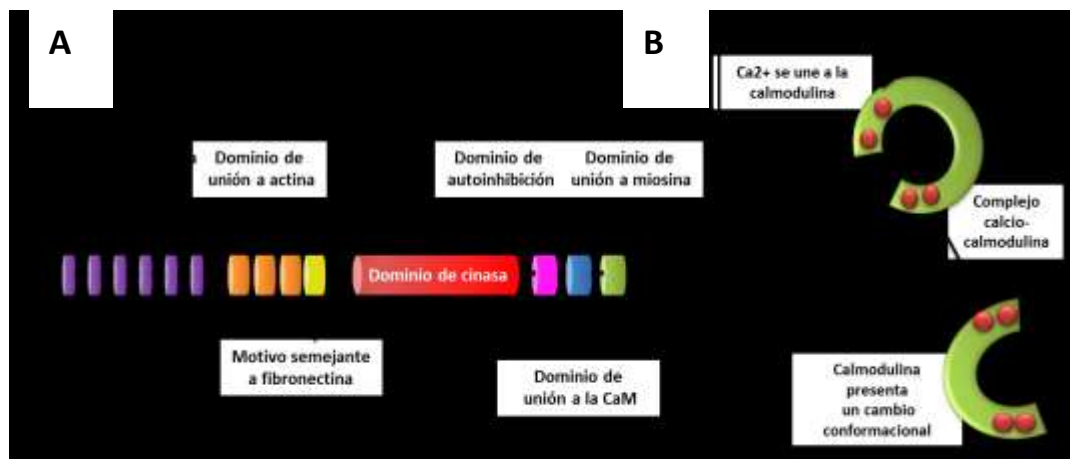 A
B
Ca2+ se une a la
calmodulina
Dominio de
unión a actina
Dominio de
autoinhibición
Dominio de
unión a miosina
Complejo
calcio-
calmodulina
Dominio de cinasa
Motivo semejante
a fibronectina
Dominio de
unión a la CaM
Calmodulina
presenta
un cambio
conformacional